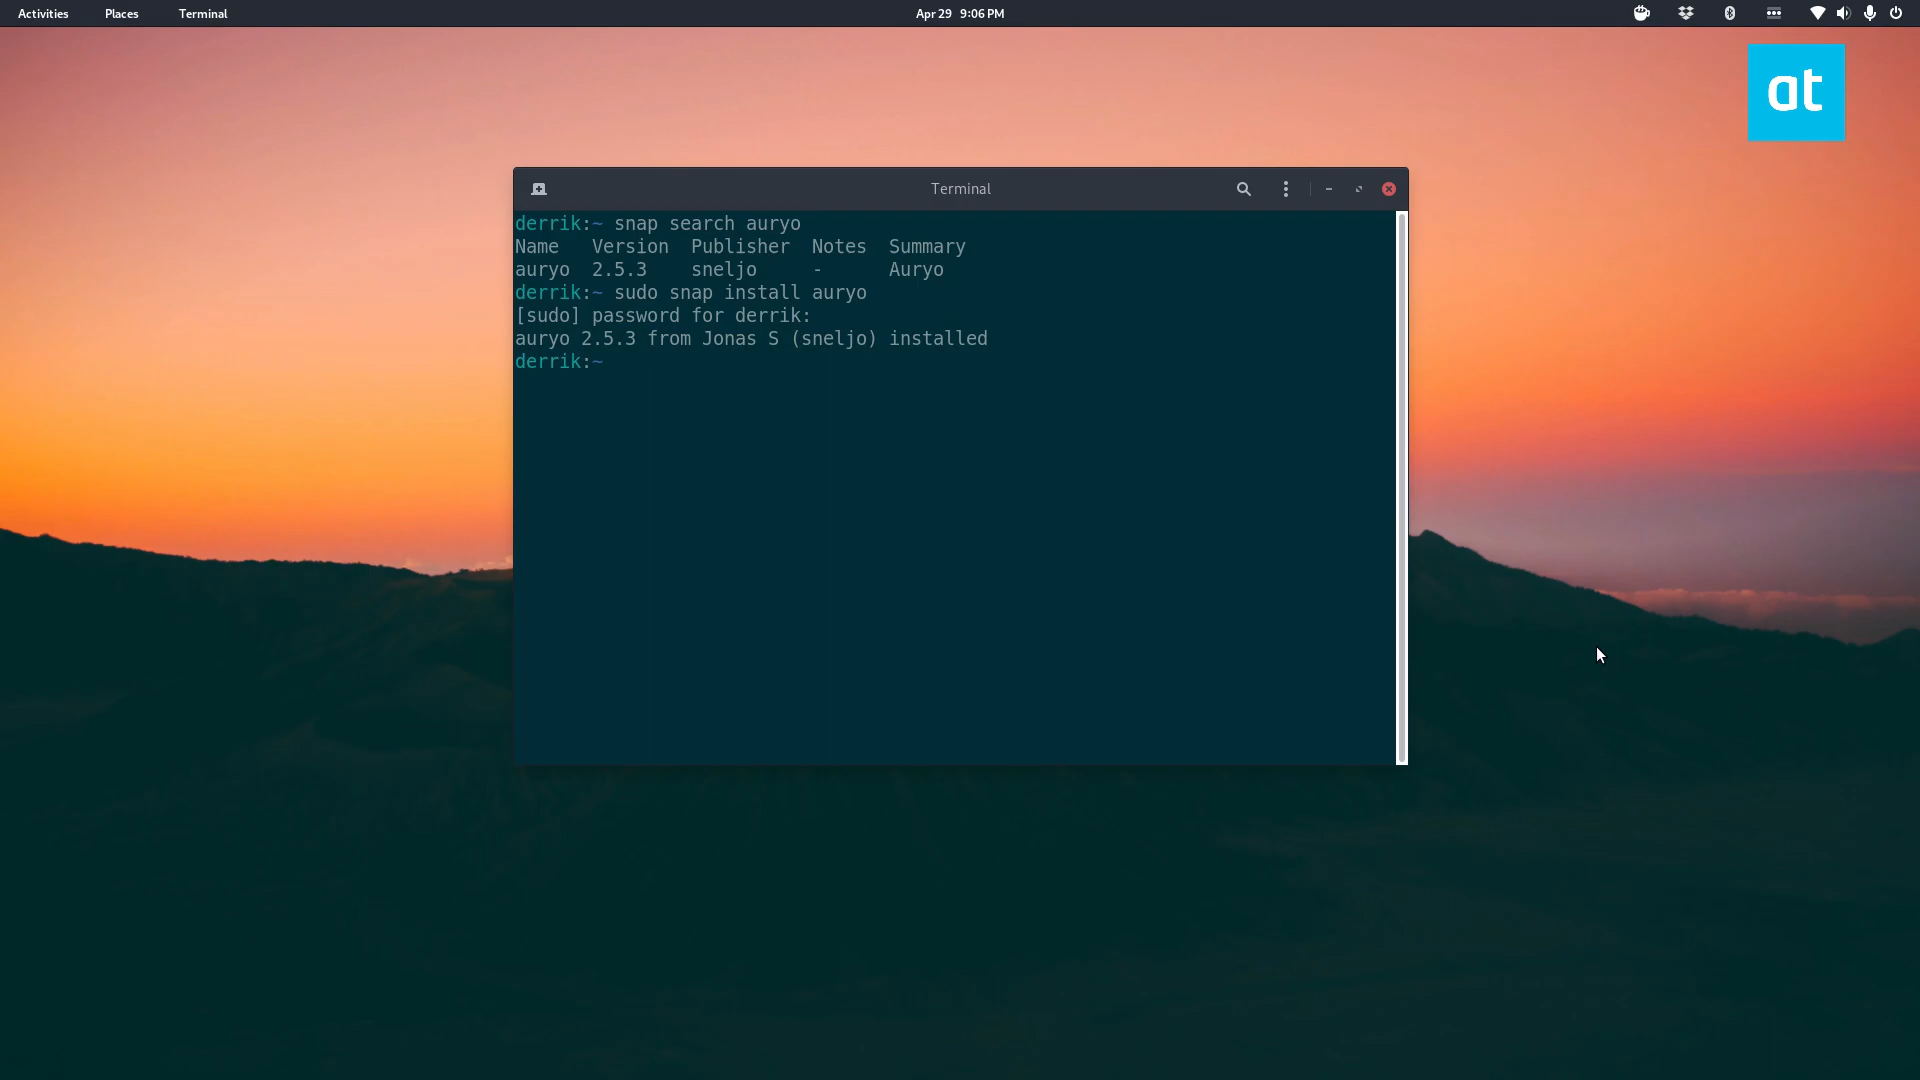 Activities Places Terminal Apr 29 9:06 PM
at
Terminal
derrik:~ snap search auryo
Name Version Publisher Notes Summary
auryo 2.5.3 sneljo - Auryo
derrik:~ sudo snap install auryo
[sudo] password for derrik:
auryo 2.5.3 from Jonas S (sneljo) installed
derrik:~